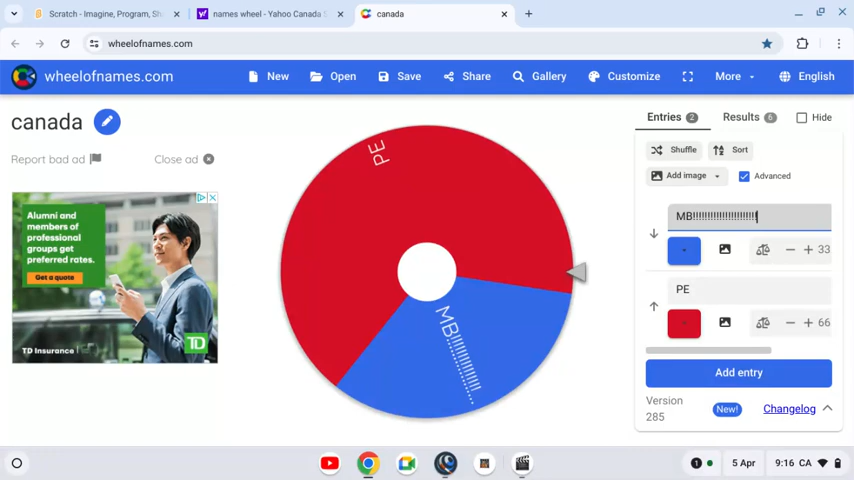 Scratch - Imagine, Program, Sh
names wheel - Yahoo Canada S
canada
wheelofnames.com
wheelofnames.com
New
Open
Save
Share
Gallery
Customize
More
English
canada
Report bad ad
Close ad
Alumni and
members of
professional
groups get
preferred rates.
Get a quote
TD Insurance
TD
PE
Entries 2
Results 6
Hide
Shuffle
Sort
Add image
Advanced
33
PE
66
Add entry
Version
285
New!
Changelog
1
5 Apr
9:16 CA